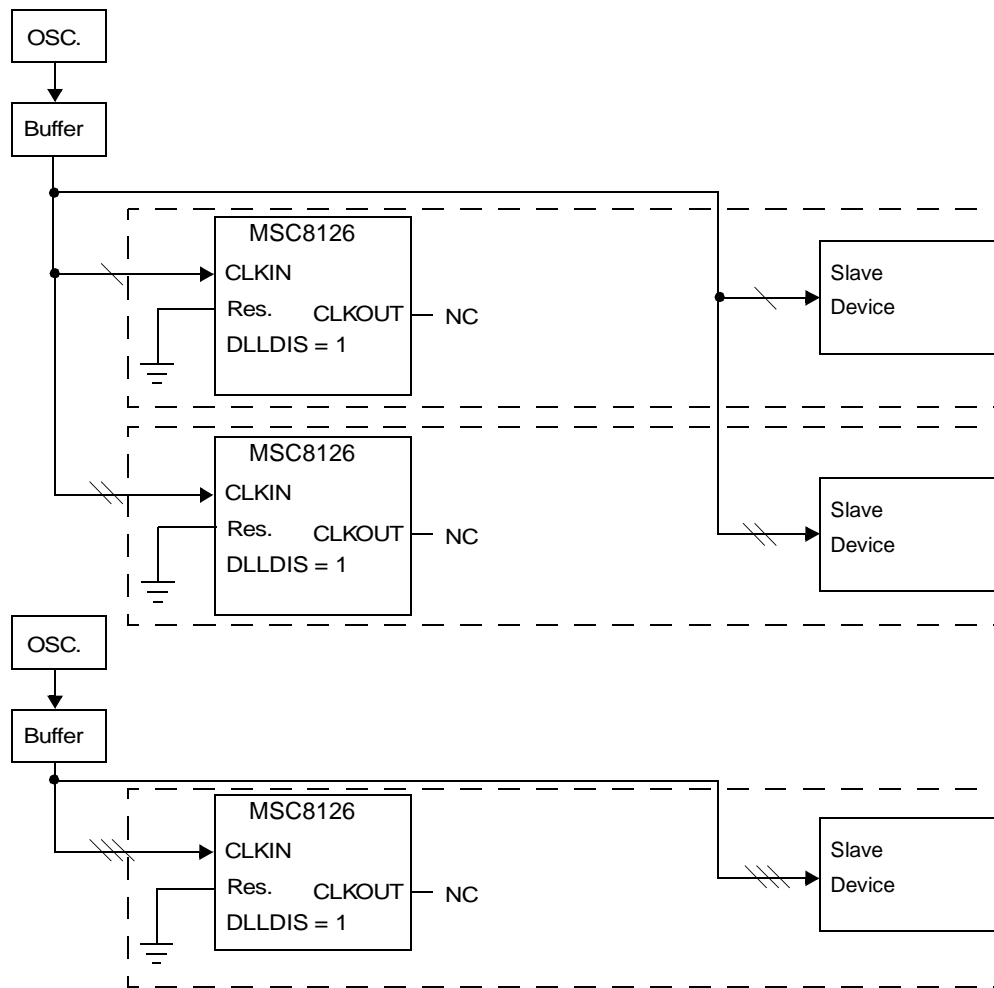 OSC.
Buffer
MSC8126
CLKIN
Res.
CLKOUT
NC
DLLDIS = 1
Slave
Device
MSC8126
CLKIN
Res.
CLKOUT
NC
DLLDIS = 1
Slave
Device
OSC.
Buffer
MSC8126
CLKIN
Res.
CLKOUT
NC
DLLDIS = 1
Slave
Device